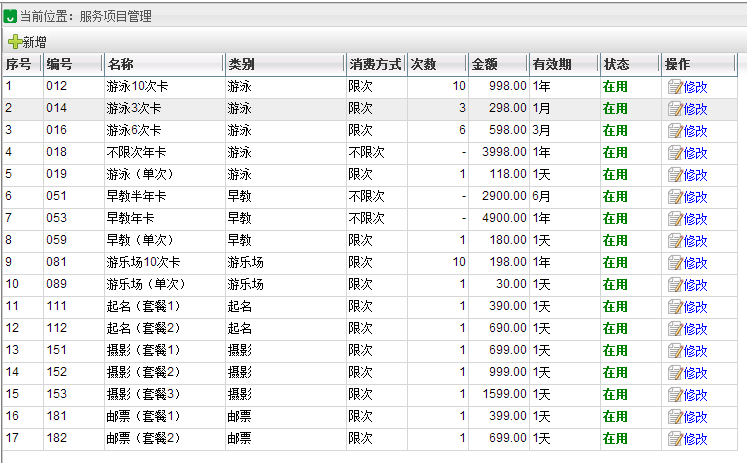 当前位置：服务项目管理
新增
序号 编号 名称 类别 消费方式 次数 金额 有效期 状态 操作
1 012 游泳10次卡 游泳 限次 10 998.00 1年 在用 修改
2 014 游泳3次卡 游泳 限次 3 298.00 1月 在用 修改
3 016 游泳6次卡 游泳 限次 6 598.00 3月 在用 修改
4 018 不限次年卡 游泳 不限次 - 3998.00 1年 在用 修改
5 019 游泳（单次） 游泳 限次 1 118.00 1天 在用 修改
6 051 早教半年卡 早教 不限次 - 2900.00 6月 在用 修改
7 053 早教年卡 早教 不限次 - 4900.00 1年 在用 修改
8 059 早教（单次） 早教 限次 1 180.00 1天 在用 修改
9 081 游乐场10次卡 游乐场 限次 10 198.00 1年 在用 修改
10 089 游乐场（单次） 游乐场 限次 1 30.00 1天 在用 修改
11 111 起名（套餐1） 起名 限次 1 390.00 1天 在用 修改
12 112 起名（套餐2） 起名 限次 1 690.00 1天 在用 修改
13 151 摄影（套餐1） 摄影 限次 1 699.00 1天 在用 修改
14 152 摄影（套餐2） 摄影 限次 1 999.00 1天 在用 修改
15 153 摄影（套餐3） 摄影 限次 1 1599.00 1天 在用 修改
16 181 邮票（套餐1） 邮票 限次 1 399.00 1天 在用 修改
17 182 邮票（套餐2） 邮票 限次 1 699.00 1天 在用 修改